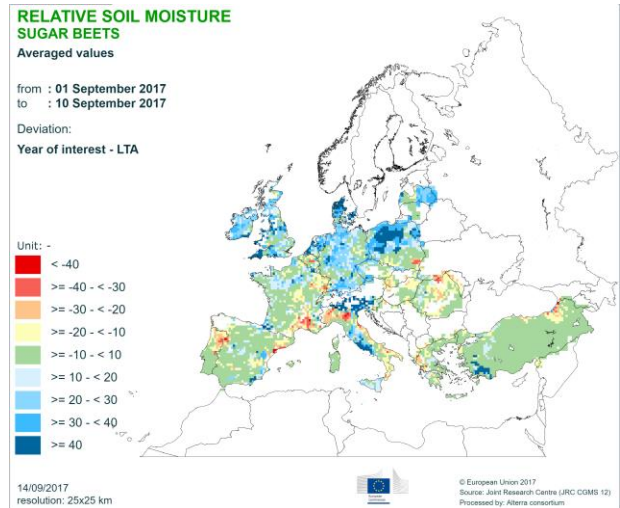 RELATIVE SOIL MOISTURE
SUGAR BEETS
Averaged values
from : 01 September 2017
to : 10 September 2017
Deviation:
Year of interest - LTA
Unit: -
< -40
>= -40 - < -30
>= -30 - < -20
>= -20 - < -10
>= -10 - < 10
>= 10 - < 20
>= 20 - < 30
>= 30 - < 40
>= 40
14/09/2017
resolution: 25x25 km
© European Union 2017
Source: Joint Research Centre (JRC CGMS 12)
Processed by: Alterra consortium